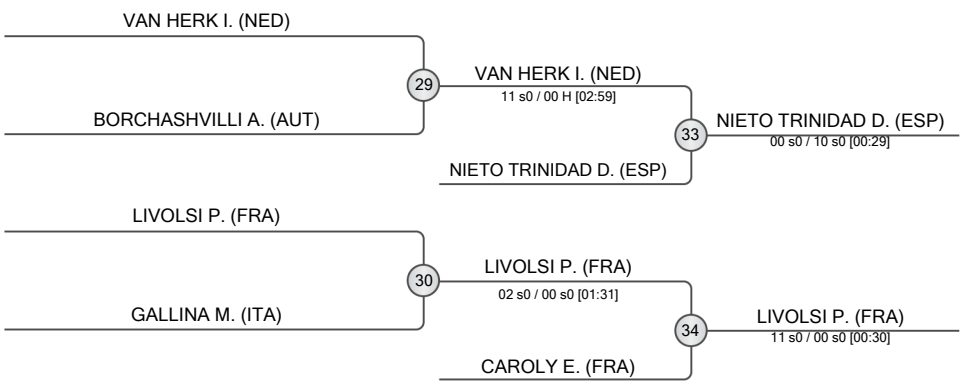 VAN HERK I. (NED)
BORCHASHVILLI A. (AUT)
29
VAN HERK I. (NED)
11 s0 / 00 H [02:59]
NIETO TRINIDAD D. (ESP)
33
NIETO TRINIDAD D. (ESP)
00 s0 / 10 s0 [00:29]
LIVOLSI P. (FRA)
GALLINA M. (ITA)
30
LIVOLSI P. (FRA)
02 s0 / 00 s0 [01:31]
CAROLY E. (FRA)
34
LIVOLSI P. (FRA)
11 s0 / 00 s0 [00:30]